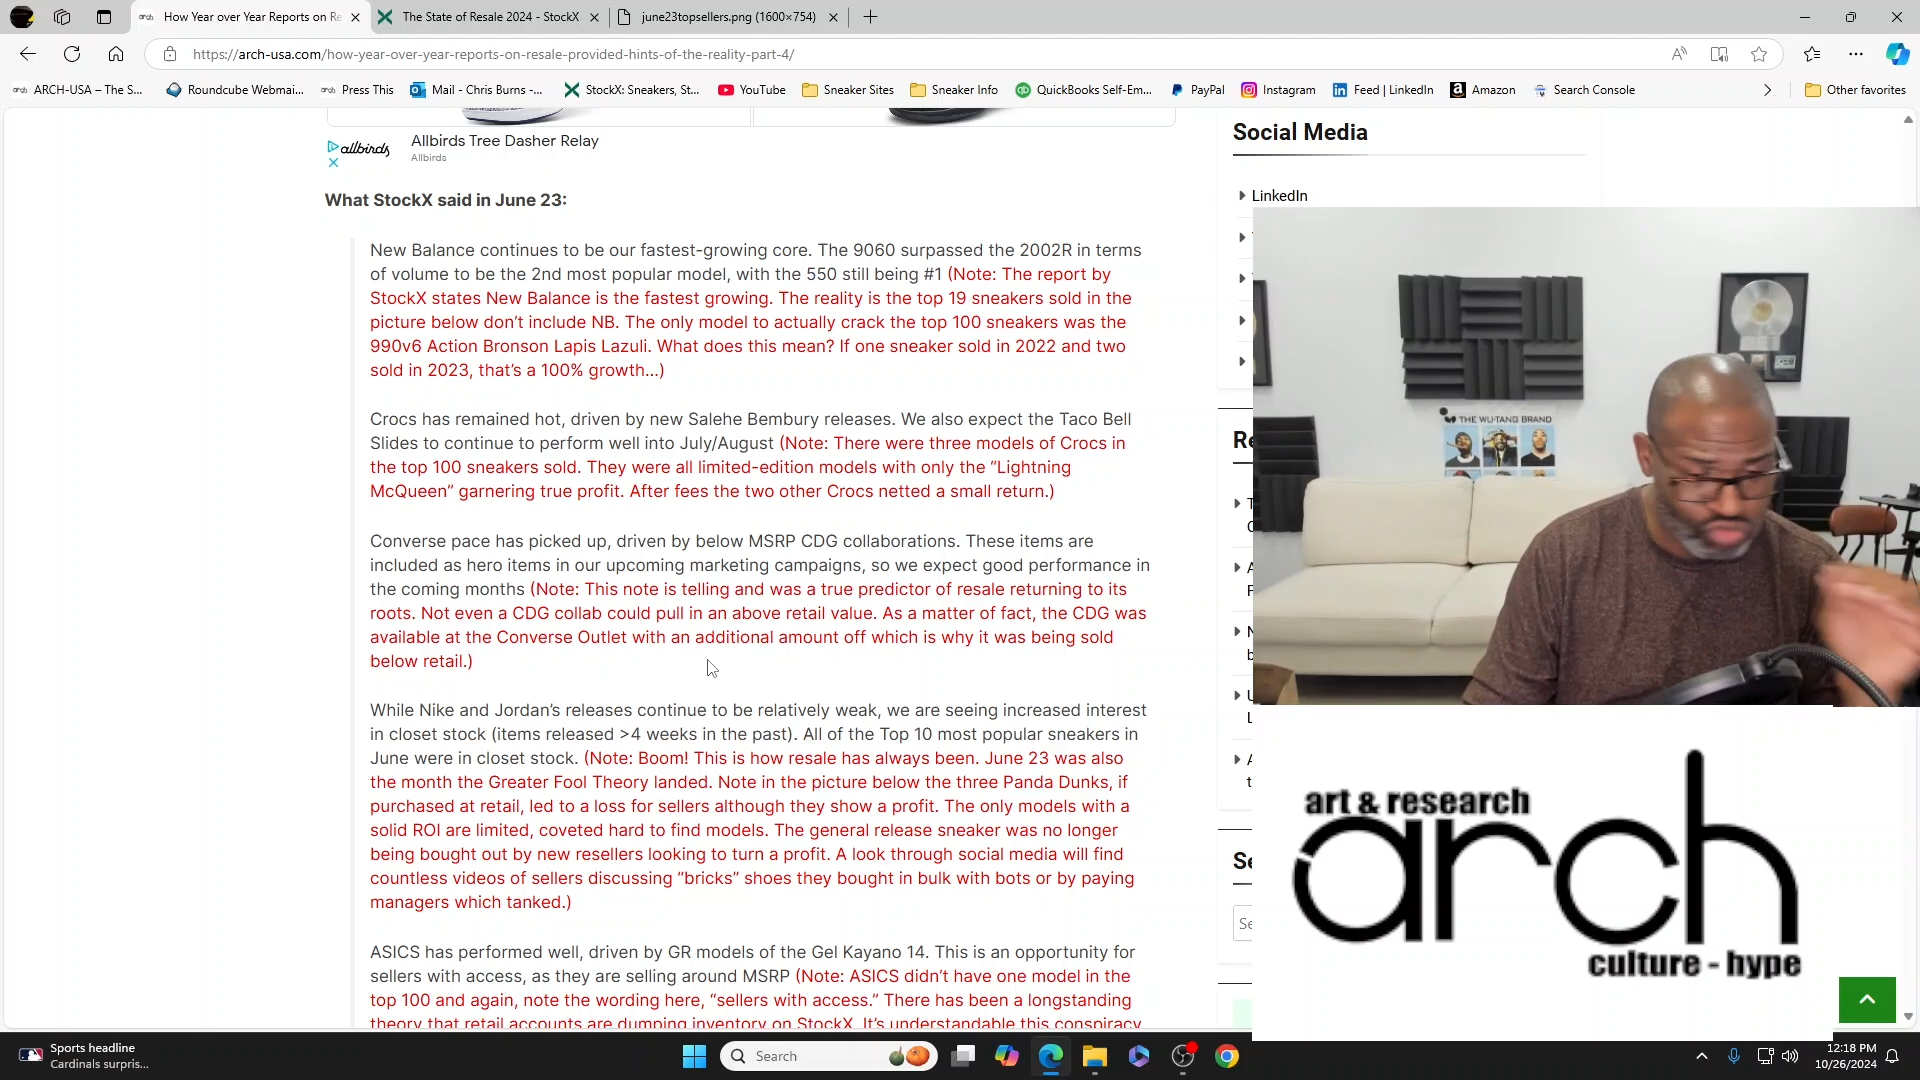 How Year over Year Reports on Re
The State of Resale 2024 - StockX
june23topsellers.png (1600×754)
https://arch-usa.com/how-year-over-year-reports-on-resale-provided-hints-of-the-reality-part-4/
ARCH-USA – The S...
Roundcube Webmai...
Press This
Mail - Chris Burns -...
StockX: Sneakers, St...
YouTube
Sneaker Sites
Sneaker Info
QuickBooks Self-Em...
PayPal
Instagram
Feed | LinkedIn
Amazon
Search Console
Other favorites
allbirds
Allbirds Tree Dasher Relay
Allbirds
What StockX said in June 23:
New Balance continues to be our fastest-growing core. The 9060 surpassed the 2002R in terms
of volume to be the 2nd most popular model, with the 550 still being #1 (Note: The report by
StockX states New Balance is the fastest growing. The reality is the top 19 sneakers sold in the
picture below don’t include NB. The only model to actually crack the top 100 sneakers was the
990v6 Action Bronson Lapis Lazuli. What does this mean? If one sneaker sold in 2022 and two
sold in 2023, that’s a 100% growth…)
Crocs has remained hot, driven by new Salehe Bembury releases. We also expect the Taco Bell
Slides to continue to perform well into July/August (Note: There were three models of Crocs in
the top 100 sneakers sold. They were all limited-edition models with only the “Lightning
McQueen” garnering true profit. After fees the two other Crocs netted a small return.)
Converse pace has picked up, driven by below MSRP CDG collaborations. These items are
included as hero items in our upcoming marketing campaigns, so we expect good performance in
the coming months (Note: This note is telling and was a true predictor of resale returning to its
roots. Not even a CDG collab could pull in an above retail value. As a matter of fact, the CDG was
available at the Converse Outlet with an additional amount off which is why it was being sold
below retail.)
While Nike and Jordan’s releases continue to be relatively weak, we are seeing increased interest
in closet stock (items released >4 weeks in the past). All of the Top 10 most popular sneakers in
June were in closet stock. (Note: Boom! This is how resale has always been. June 23 was also
the month the Greater Fool Theory landed. Note in the picture below the three Panda Dunks, if
purchased at retail, led to a loss for sellers although they show a profit. The only models with a
solid ROI are limited, coveted hard to find models. The general release sneaker was no longer
being bought out by new resellers looking to turn a profit. A look through social media will find
countless videos of sellers discussing “bricks” shoes they bought in bulk with bots or by paying
managers which tanked.)
ASICS has performed well, driven by GR models of the Gel Kayano 14. This is an opportunity for
sellers with access, as they are selling around MSRP (Note: ASICS didn’t have one model in the
top 100 and again, note the wording here, “sellers with access.” There has been a longstanding
theory that retail accounts are dumping inventory on StockX. It’s understandable this conspiracy
Social Media
LinkedIn
THE WU-TANG BRAND
art & research
arch
culture - hype
Sports headline
Cardinals surpris...
Search
12:18 PM
10/26/2024